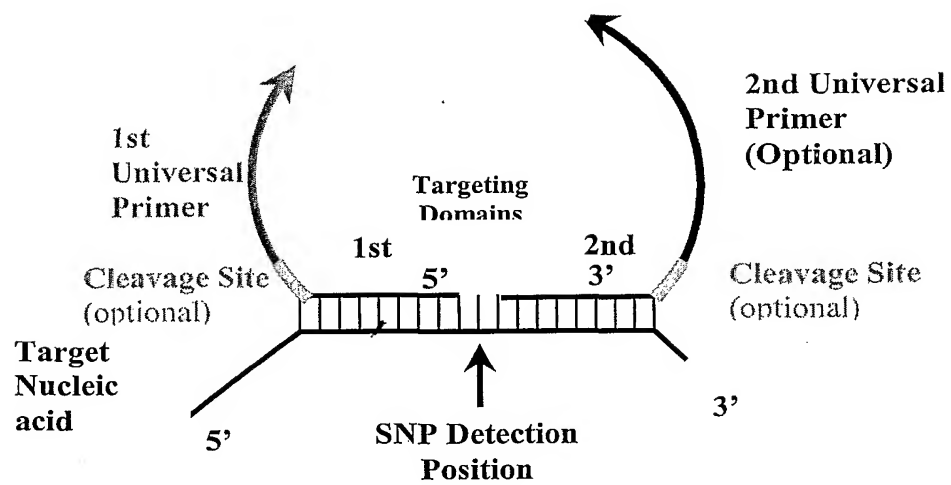 1st
Universal
Primer
2nd Universal
Primer
(Optional)
Targeting
Domains
1st
2nd
5’
3’
Cleavage Site
(optional)
Cleavage Site
(optional)
Target
Nucleic
acid
5’
3’
SNP Detection
Position